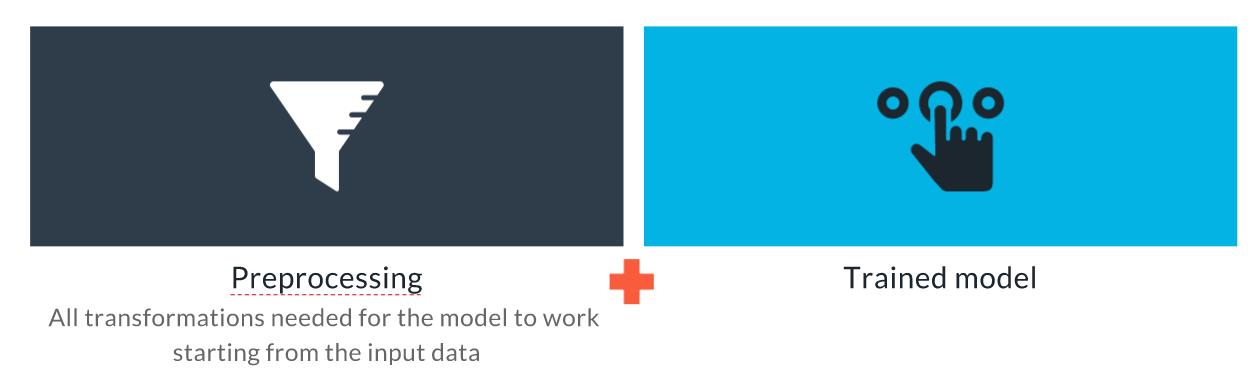 Preprocessing
All transformations needed for the model to work
starting from the input data
Trained model